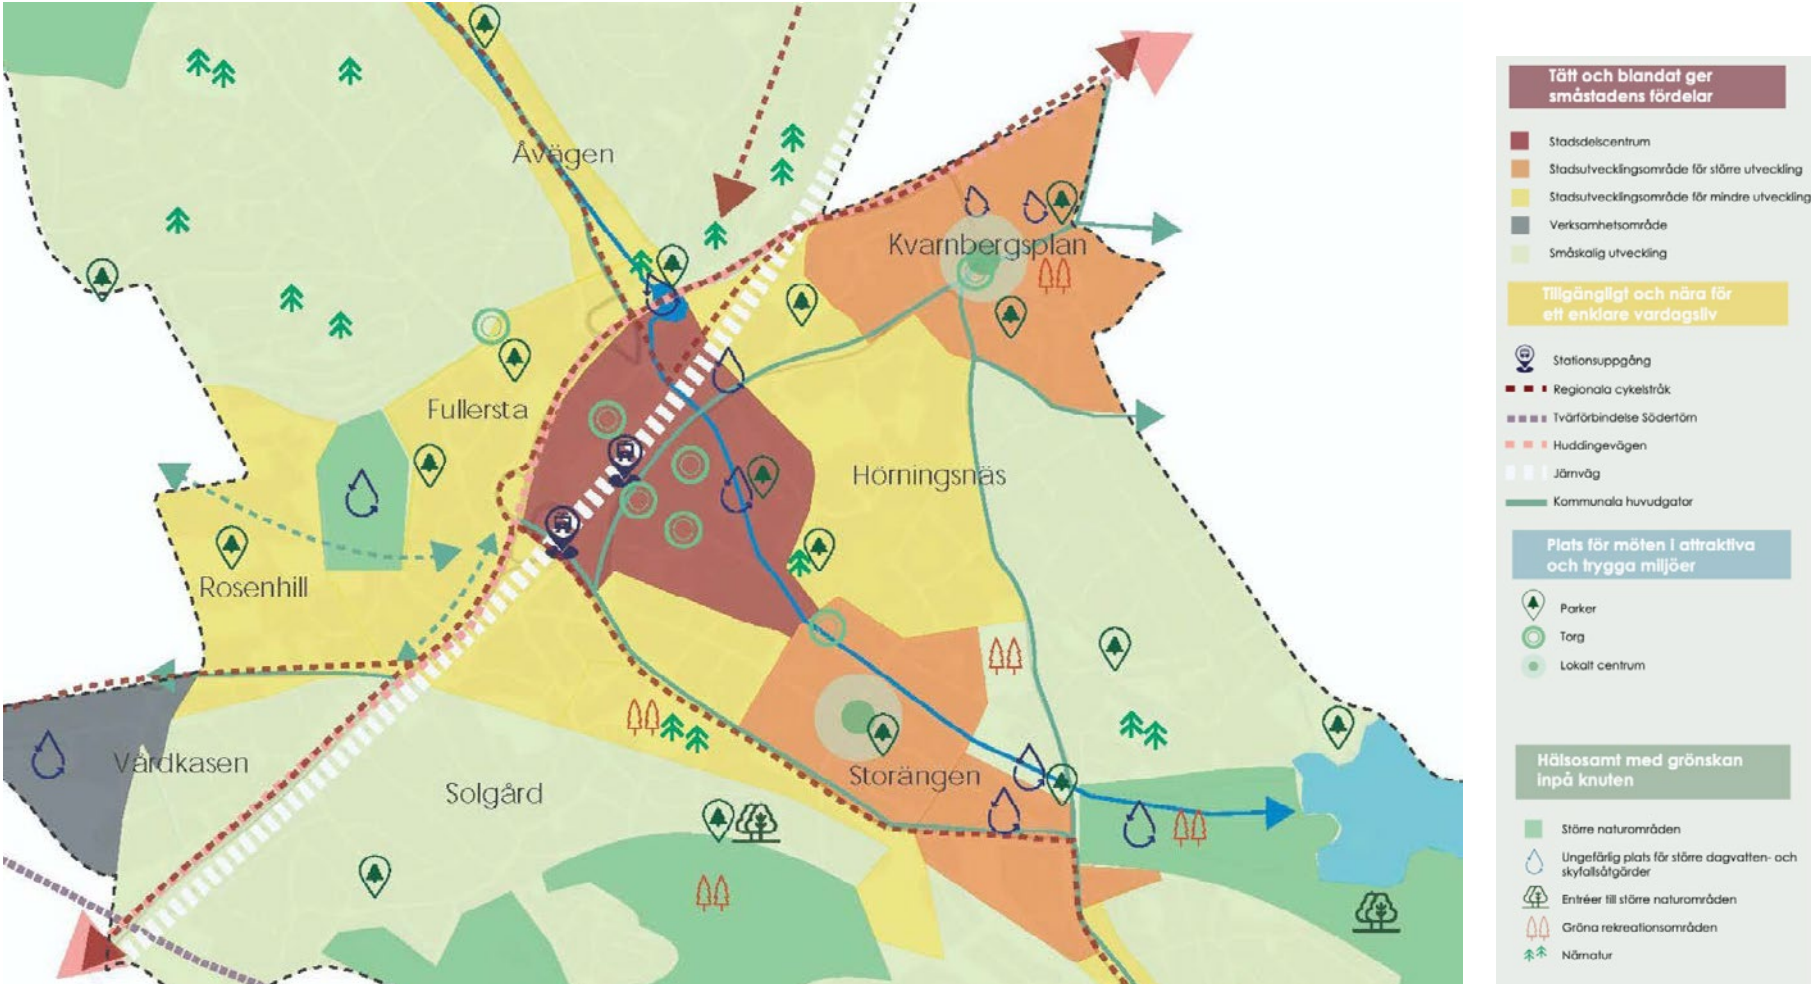 Åvägen
Kvarnbergsplan
Fullersta
Hörningsnäs
Rosenhill
Vårdkasen
Solgård
Storängen
Tätt och blandat ger
småstadens fördelar
Stadsdelscentrum
Stadsutvecklingsområde för större utveckling
Stadsutvecklingsområde för mindre utveckling
Verksamhetsområde
Småskalig utveckling
Tillgängligt och nära för
ett enklare vardagsliv
Stationsuppgång
Regionala cykelstråk
Tvärförbindelse Södertörn
Huddingevägen
Järnväg
Kommunala huvudgator
Plats för möten i attraktiva
och trygga miljöer
Parker
Torg
Lokalt centrum
Hälsosamt med grönskan
inpå knuten
Större naturområden
Ungefärlig plats för större dagvatten- och
skyfallsåtgärder
Entréer till större naturområden
Gröna rekreationsområden
Närnatur